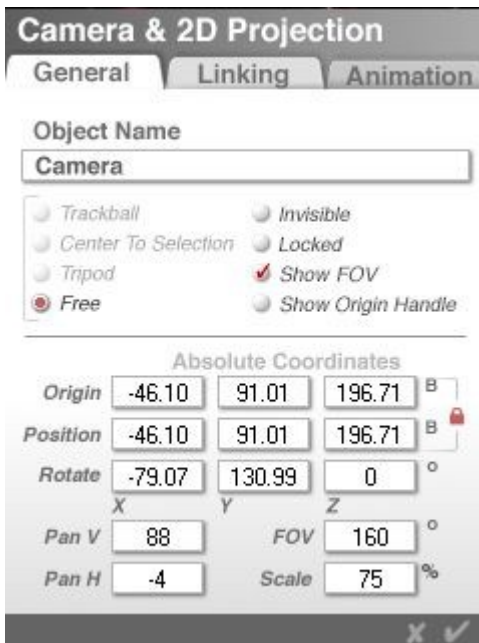 Camera & 2D Projection
General Linking Animation
Object Name
Camera
Trackball Invisible
Center To Selection Locked
Tripod Show FOV
Free Show Origin Handle
Absolute Coordinates
Origin -46.10 91.01 196.71 B
Position -46.10 91.01 196.71 B
Rotate -79.07 130.99 0 °
X Y Z
Pan V 88 FOV 160 °
Pan H -4 Scale 75 %